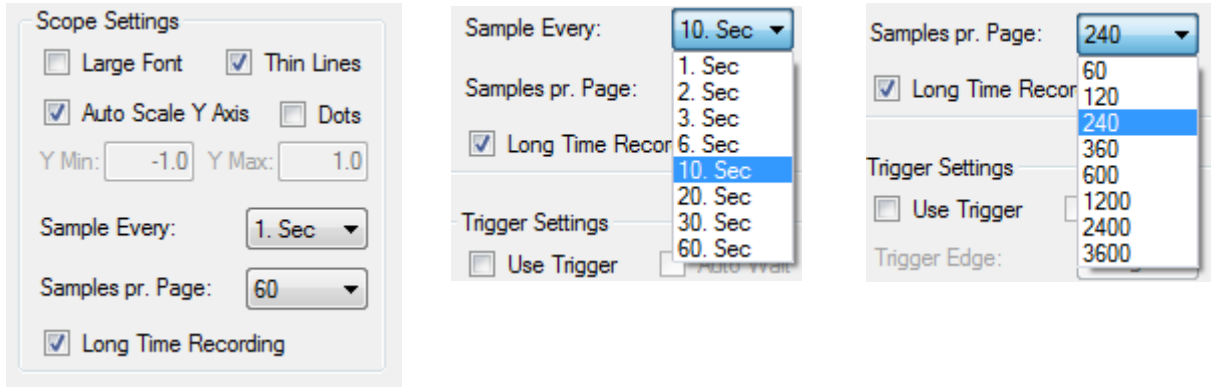 Scope Settings
Large Font Thin Lines
Auto Scale Y Axis Dots
Y Min: -1.0 Y Max: 1.0
Sample Every: 1. Sec
Samples pr. Page: 60
Long Time Recording
Sample Every: 10. Sec
1. Sec
Samples pr. Page: 2. Sec
3. Sec
Long Time Recor 6. Sec
10. Sec
20. Sec
Trigger Settings 30. Sec
60. Sec
Use Trigger Auto Wait
Samples pr. Page: 240
60
Long Time Recor 120
240
360
Trigger Settings 600
Use Trigger 1200
2400
Trigger Edge: 3600